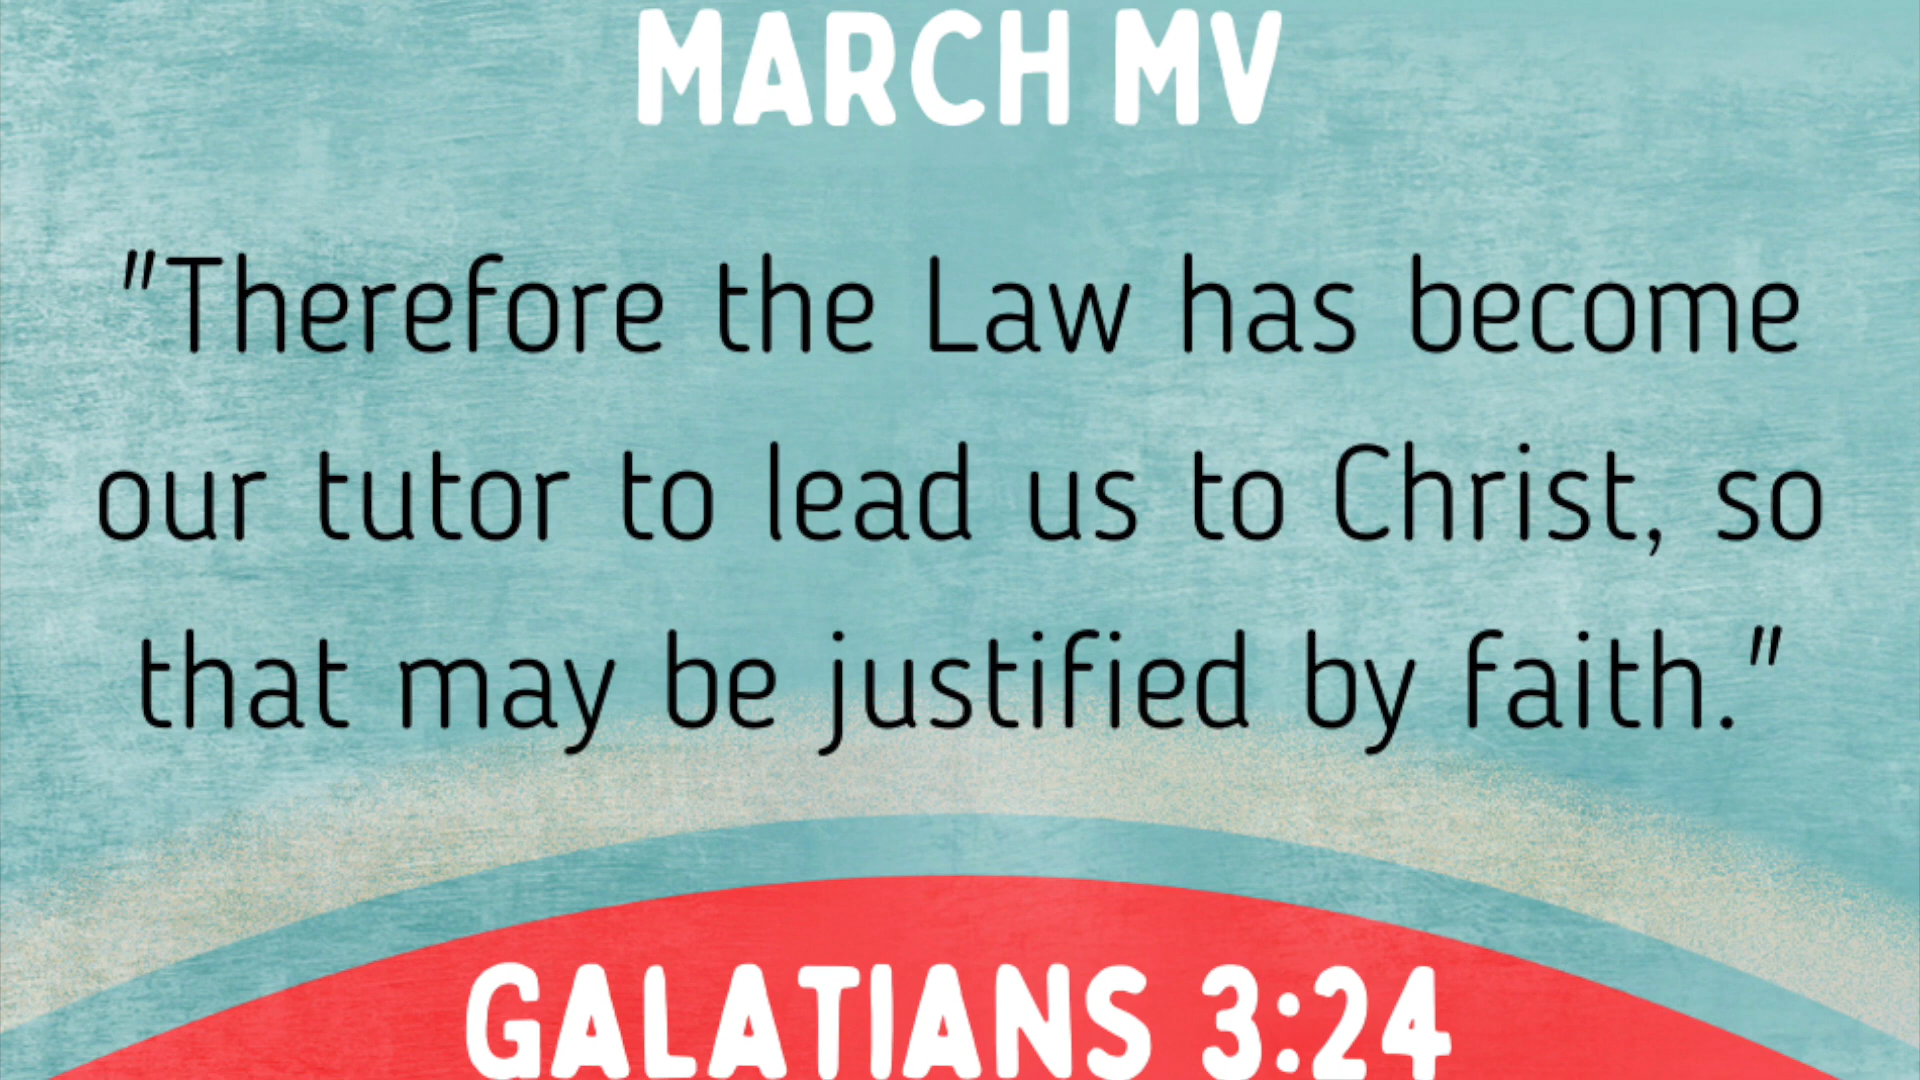 MARCH MV
"Therefore the Law has become
our tutor to lead us to Christ, so
that may be justified by faith."
GALATIANS 3:24